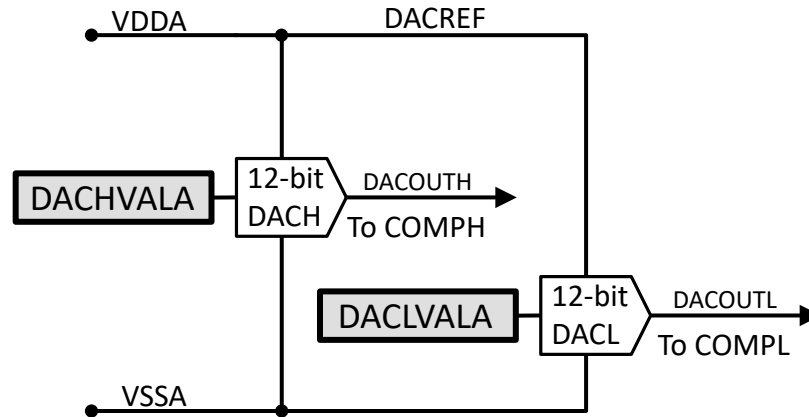 VDDA
DACREF
DACHVALA
12-bit
DACH
DACOUTH
To COMPH
DACLVALA
12-bit
DACL
DACOUTL
To COMPL
VSSA